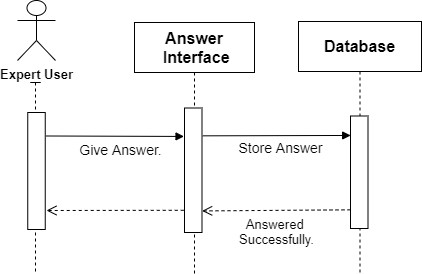 Answer
Interface
Database
Expert User
Give Answer.
Store Answer
Answered
Successfully.